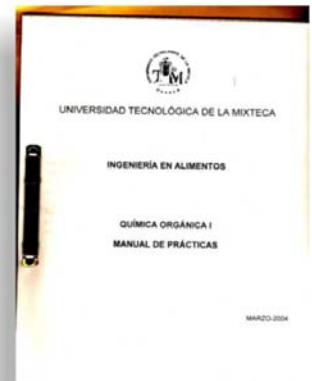 UNIVERSIDAD TECNOLÓGICA DE LA MIXTECA
INGENIERÍA EN ALIMENTOS
QUÍMICA ORGÁNICA I
MANUAL DE PRÁCTICAS
MARZO-2004